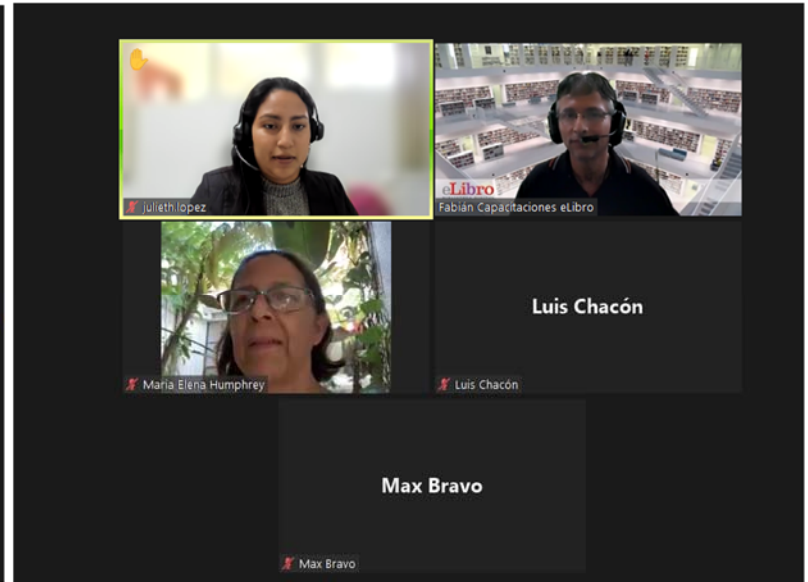 julieth.lopez
eLibro
Fabián Capacitaciones eLibro
Maria Elena Humphrey
Luis Chacón
Luis Chacón
Max Bravo
Max Bravo